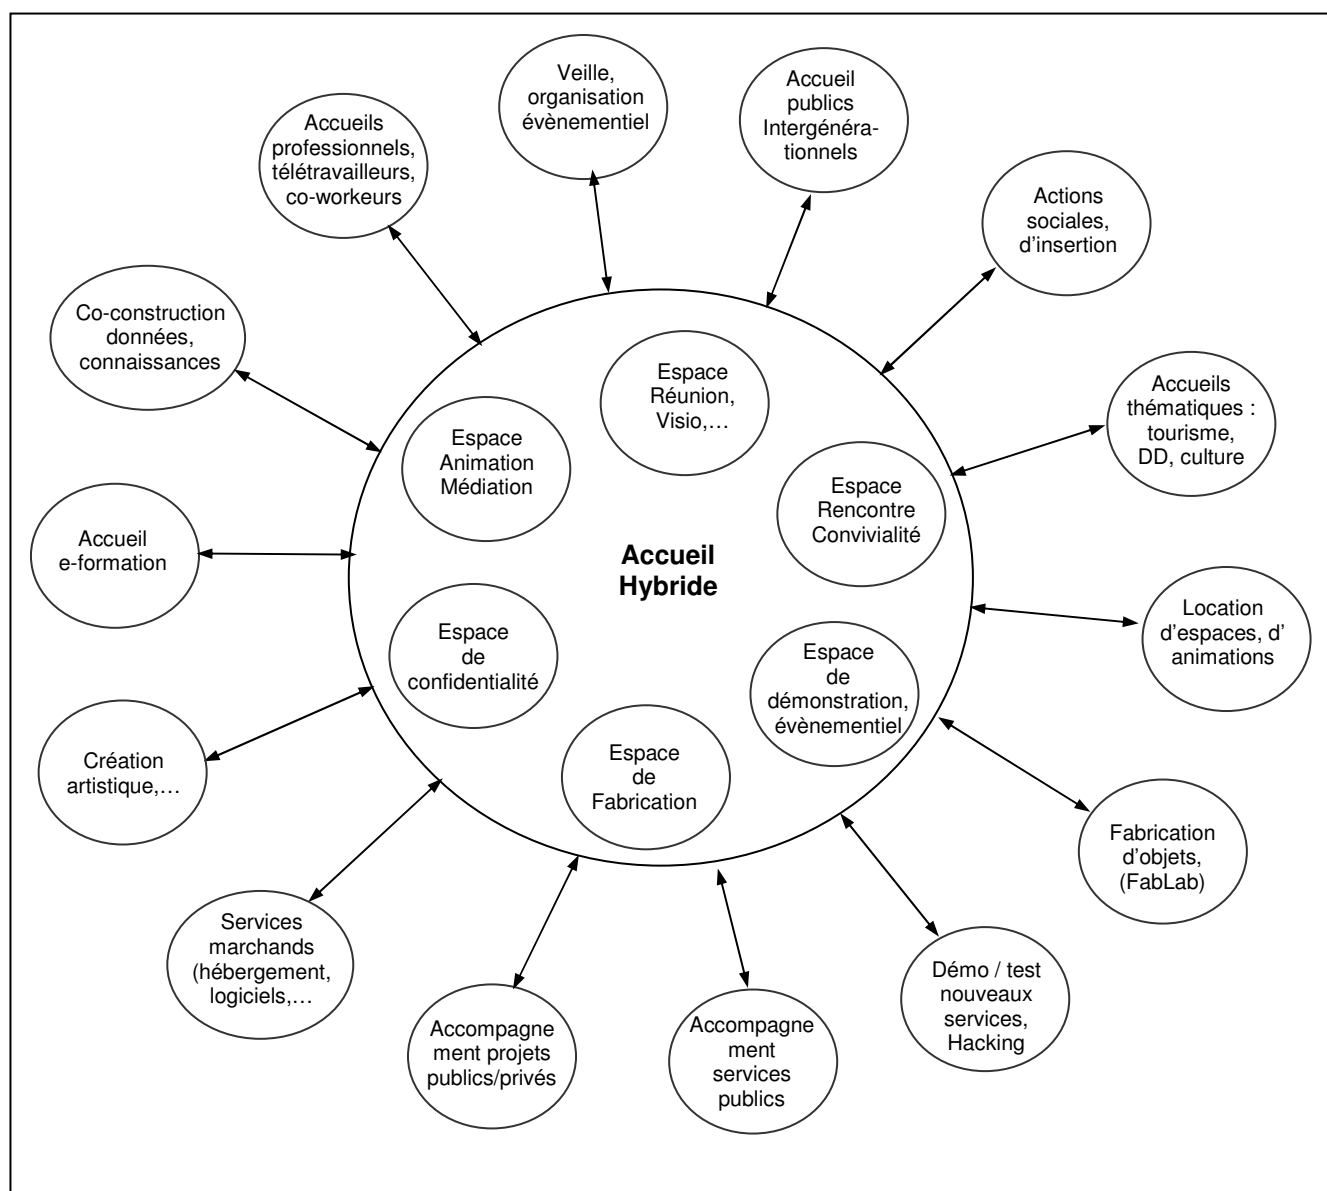 Veille,
organisation
évènementiel
Accueil
publics
Intergénéra-
tionnels
Accueils
professionnels,
télétravailleurs,
co-workeurs
Actions
sociales,
d'insertion
Co-construction
données,
connaissances
Espace
Réunion,
Visio,…
Accueils
thématiques :
tourisme,
DD, culture
Espace
Animation
Médiation
Espace
Rencontre
Convivialité
Accueil
e-formation
Accueil
Hybride
Location
d'espaces, d'
animations
Espace
de
confidentialité
Espace
de
démonstration,
évènementiel
Création
artistique,…
Espace
de
Fabrication
Fabrication
d'objets,
(FabLab)
Services
marchands
(hébergement,
logiciels,…
Démo / test
nouveaux
services,
Hacking
Accompagne
ment projets
publics/privés
Accompagne
ment
services
publics